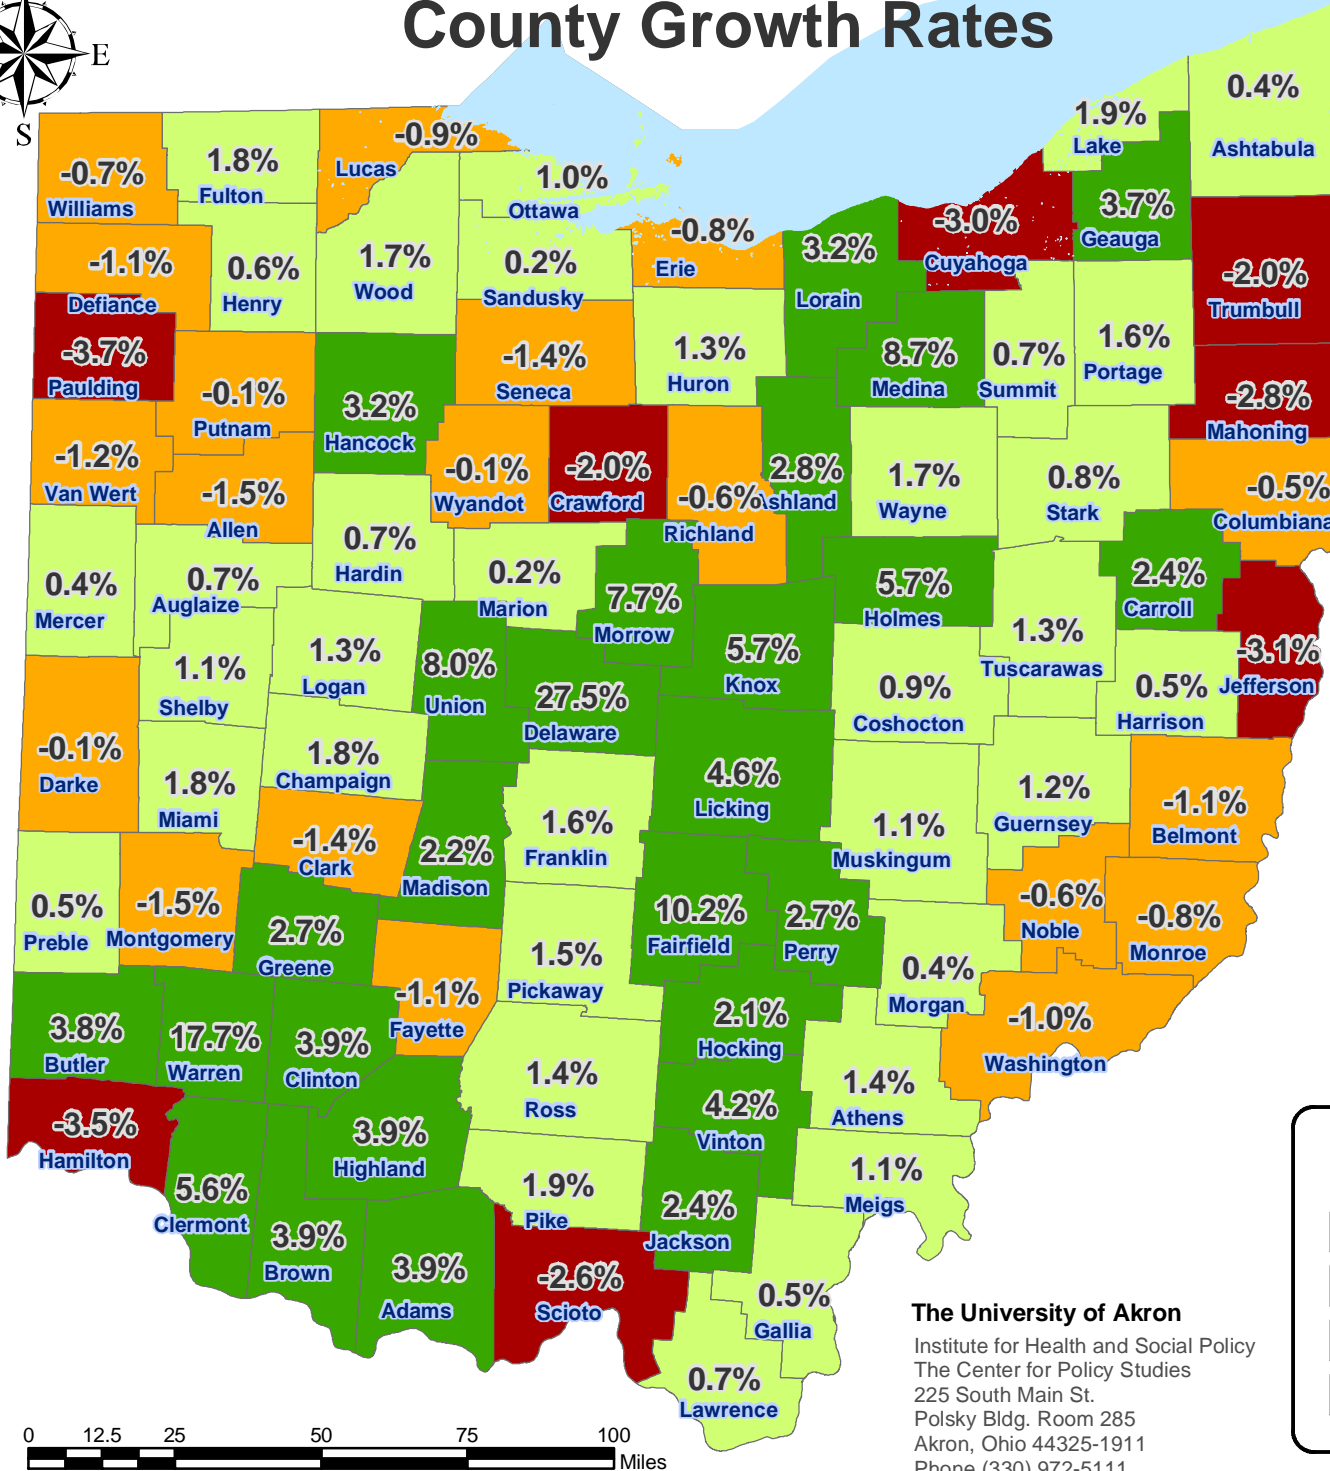 County Growth Rates
E
S
0.4%
Ashtabula
1.9%
Lake
-0.9%
Lucas
1.8%
Fulton
-0.7%
Williams
1.0%
Ottawa
3.7%
Geauga
-3.0%
Cuyahoga
-0.8%
Erie
3.2%
Lorain
-1.1%
Defiance
0.6%
Henry
1.7%
Wood
0.2%
Sandusky
-2.0%
Trumbull
-3.7%
Paulding
-0.1%
Putnam
3.2%
Hancock
-1.4%
Seneca
1.3%
Huron
8.7%
Medina
0.7%
Summit
1.6%
Portage
-2.8%
Mahoning
-1.2%
Van Wert
-1.5%
Allen
-0.1%
Wyandot
-2.0%
Crawford
-0.6%
Richland
2.8%
Ashland
1.7%
Wayne
0.8%
Stark
-0.5%
Columbiana
0.4%
Mercer
0.7%
Auglaize
0.7%
Hardin
0.2%
Marion
7.7%
Morrow
5.7%
Holmes
2.4%
Carroll
1.1%
Shelby
1.3%
Logan
8.0%
Union
27.5%
Delaware
5.7%
Knox
0.9%
Coshocton
1.3%
Tuscarawas
0.5%
Harrison
-3.1%
Jefferson
-0.1%
Darke
1.8%
Miami
1.8%
Champaign
4.6%
Licking
1.2%
Guernsey
-1.1%
Belmont
-1.4%
Clark
2.2%
Madison
1.6%
Franklin
1.1%
Muskingum
0.5%
Preble
-1.5%
Montgomery
2.7%
Greene
10.2%
Fairfield
2.7%
Perry
-0.6%
Noble
-0.8%
Monroe
-1.1%
Fayette
1.5%
Pickaway
0.4%
Morgan
3.8%
Butler
17.7%
Warren
3.9%
Clinton
2.1%
Hocking
-1.0%
Washington
-3.5%
Hamilton
3.9%
Highland
1.4%
Ross
4.2%
Vinton
1.4%
Athens
5.6%
Clermont
3.9%
Brown
3.9%
Adams
1.9%
Pike
2.4%
Jackson
1.1%
Meigs
-2.6%
Scioto
0.5%
Gallia
0.7%
Lawrence
The University of Akron
Institute for Health and Social Policy
The Center for Policy Studies
225 South Main St.
Polsky Bldg. Room 285
Akron, Ohio 44325-1911
Phone (330) 972-5111
0 12.5 25 50 75 100
Miles